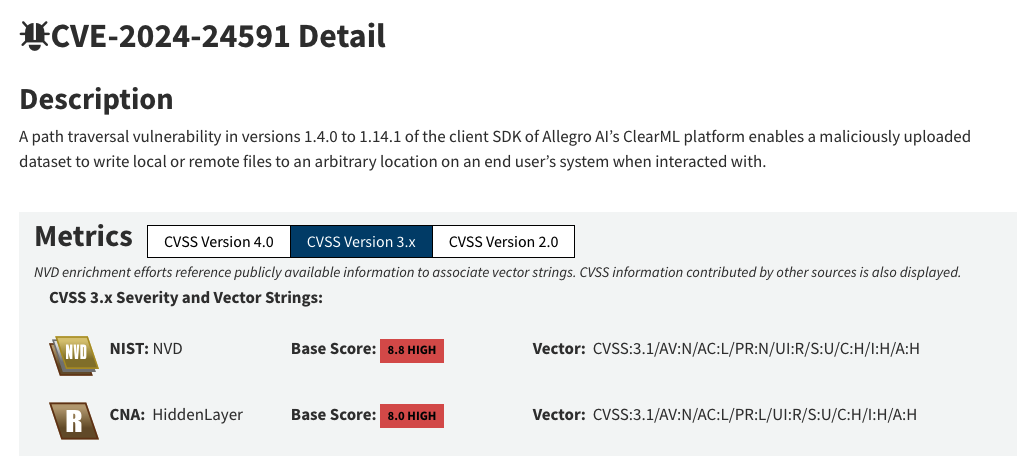 CVE-2024-24591 Detail
Description
A path traversal vulnerability in versions 1.4.0 to 1.14.1 of the client SDK of Allegro AI’s ClearML platform enables a maliciously uploaded
dataset to write local or remote files to an arbitrary location on an end user’s system when interacted with.
Metrics CVSS Version 4.0 CVSS Version 3.x CVSS Version 2.0
NVD enrichment efforts reference publicly available information to associate vector strings. CVSS information contributed by other sources is also displayed.
CVSS 3.x Severity and Vector Strings:
NVD NIST: NVD Base Score: 8.8 HIGH Vector: CVSS:3.1/AV:N/AC:L/PR:N/UI:R/S:U/C:H/I:H/A:H
R CNA: HiddenLayer Base Score: 8.0 HIGH Vector: CVSS:3.1/AV:N/AC:L/PR:L/UI:R/S:U/C:H/I:H/A:H